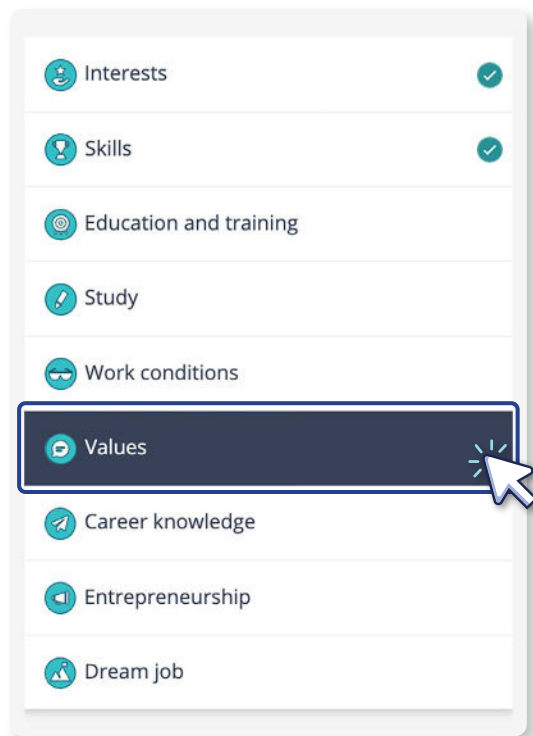 Interests
Skills
Education and training
Study
Work conditions
Values
Career knowledge
Entrepreneurship
Dream job